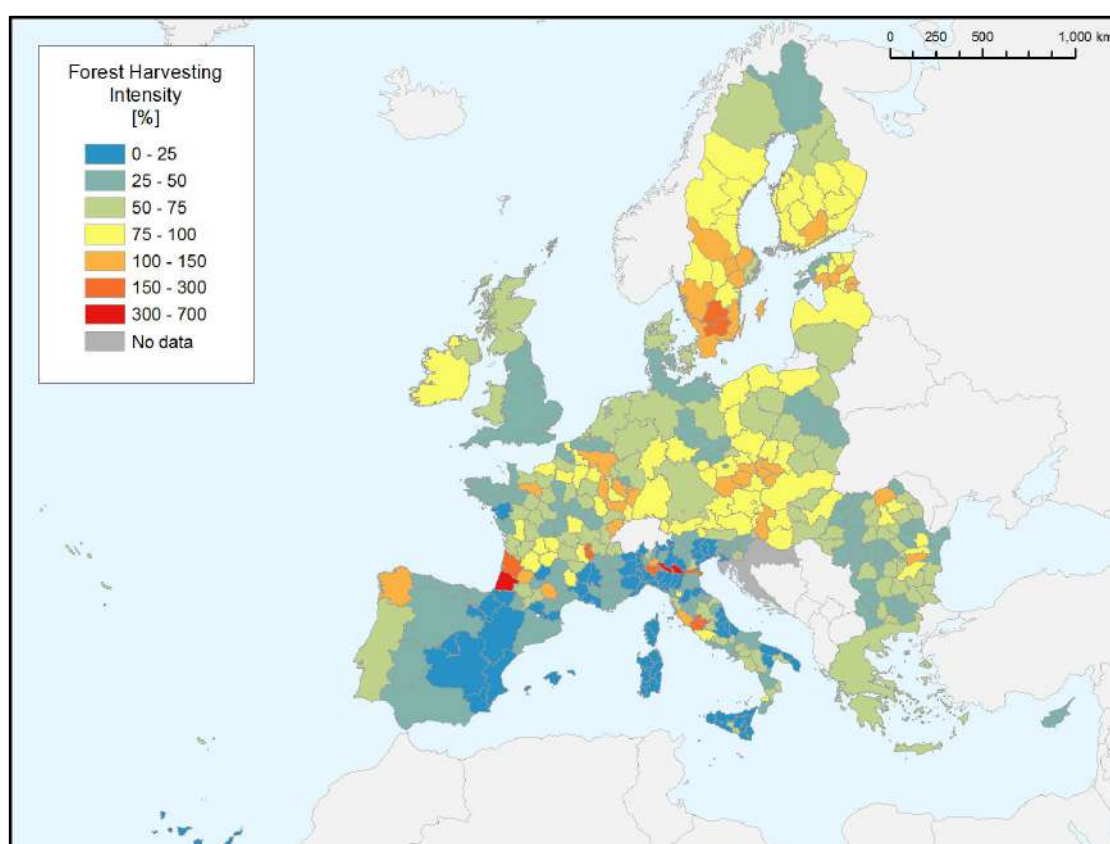 0 250 500 1,000 km
Forest Harvesting
Intensity
[%]
0 - 25
25 - 50
50 - 75
75 - 100
100 - 150
150 - 300
300 - 700
No data